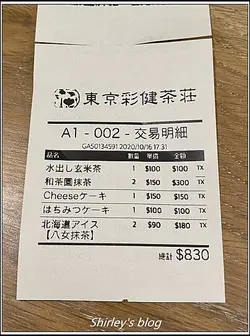 東京彩健茶荘
A1 - 002 - 交易明細
GA50134591 2020/10/16 17:31
品名 數量 單價 金額
水出し玄米茶 1 $100 $100 TX
和茶園抹茶 2 $150 $300 TX
Cheeseケーキ 1 $150 $150 TX
はちみつケーキ 1 $100 $100 TX
北海道アイス 2 $90 $180 TX
【八女抹茶】
總計 $830
Shirley's blog